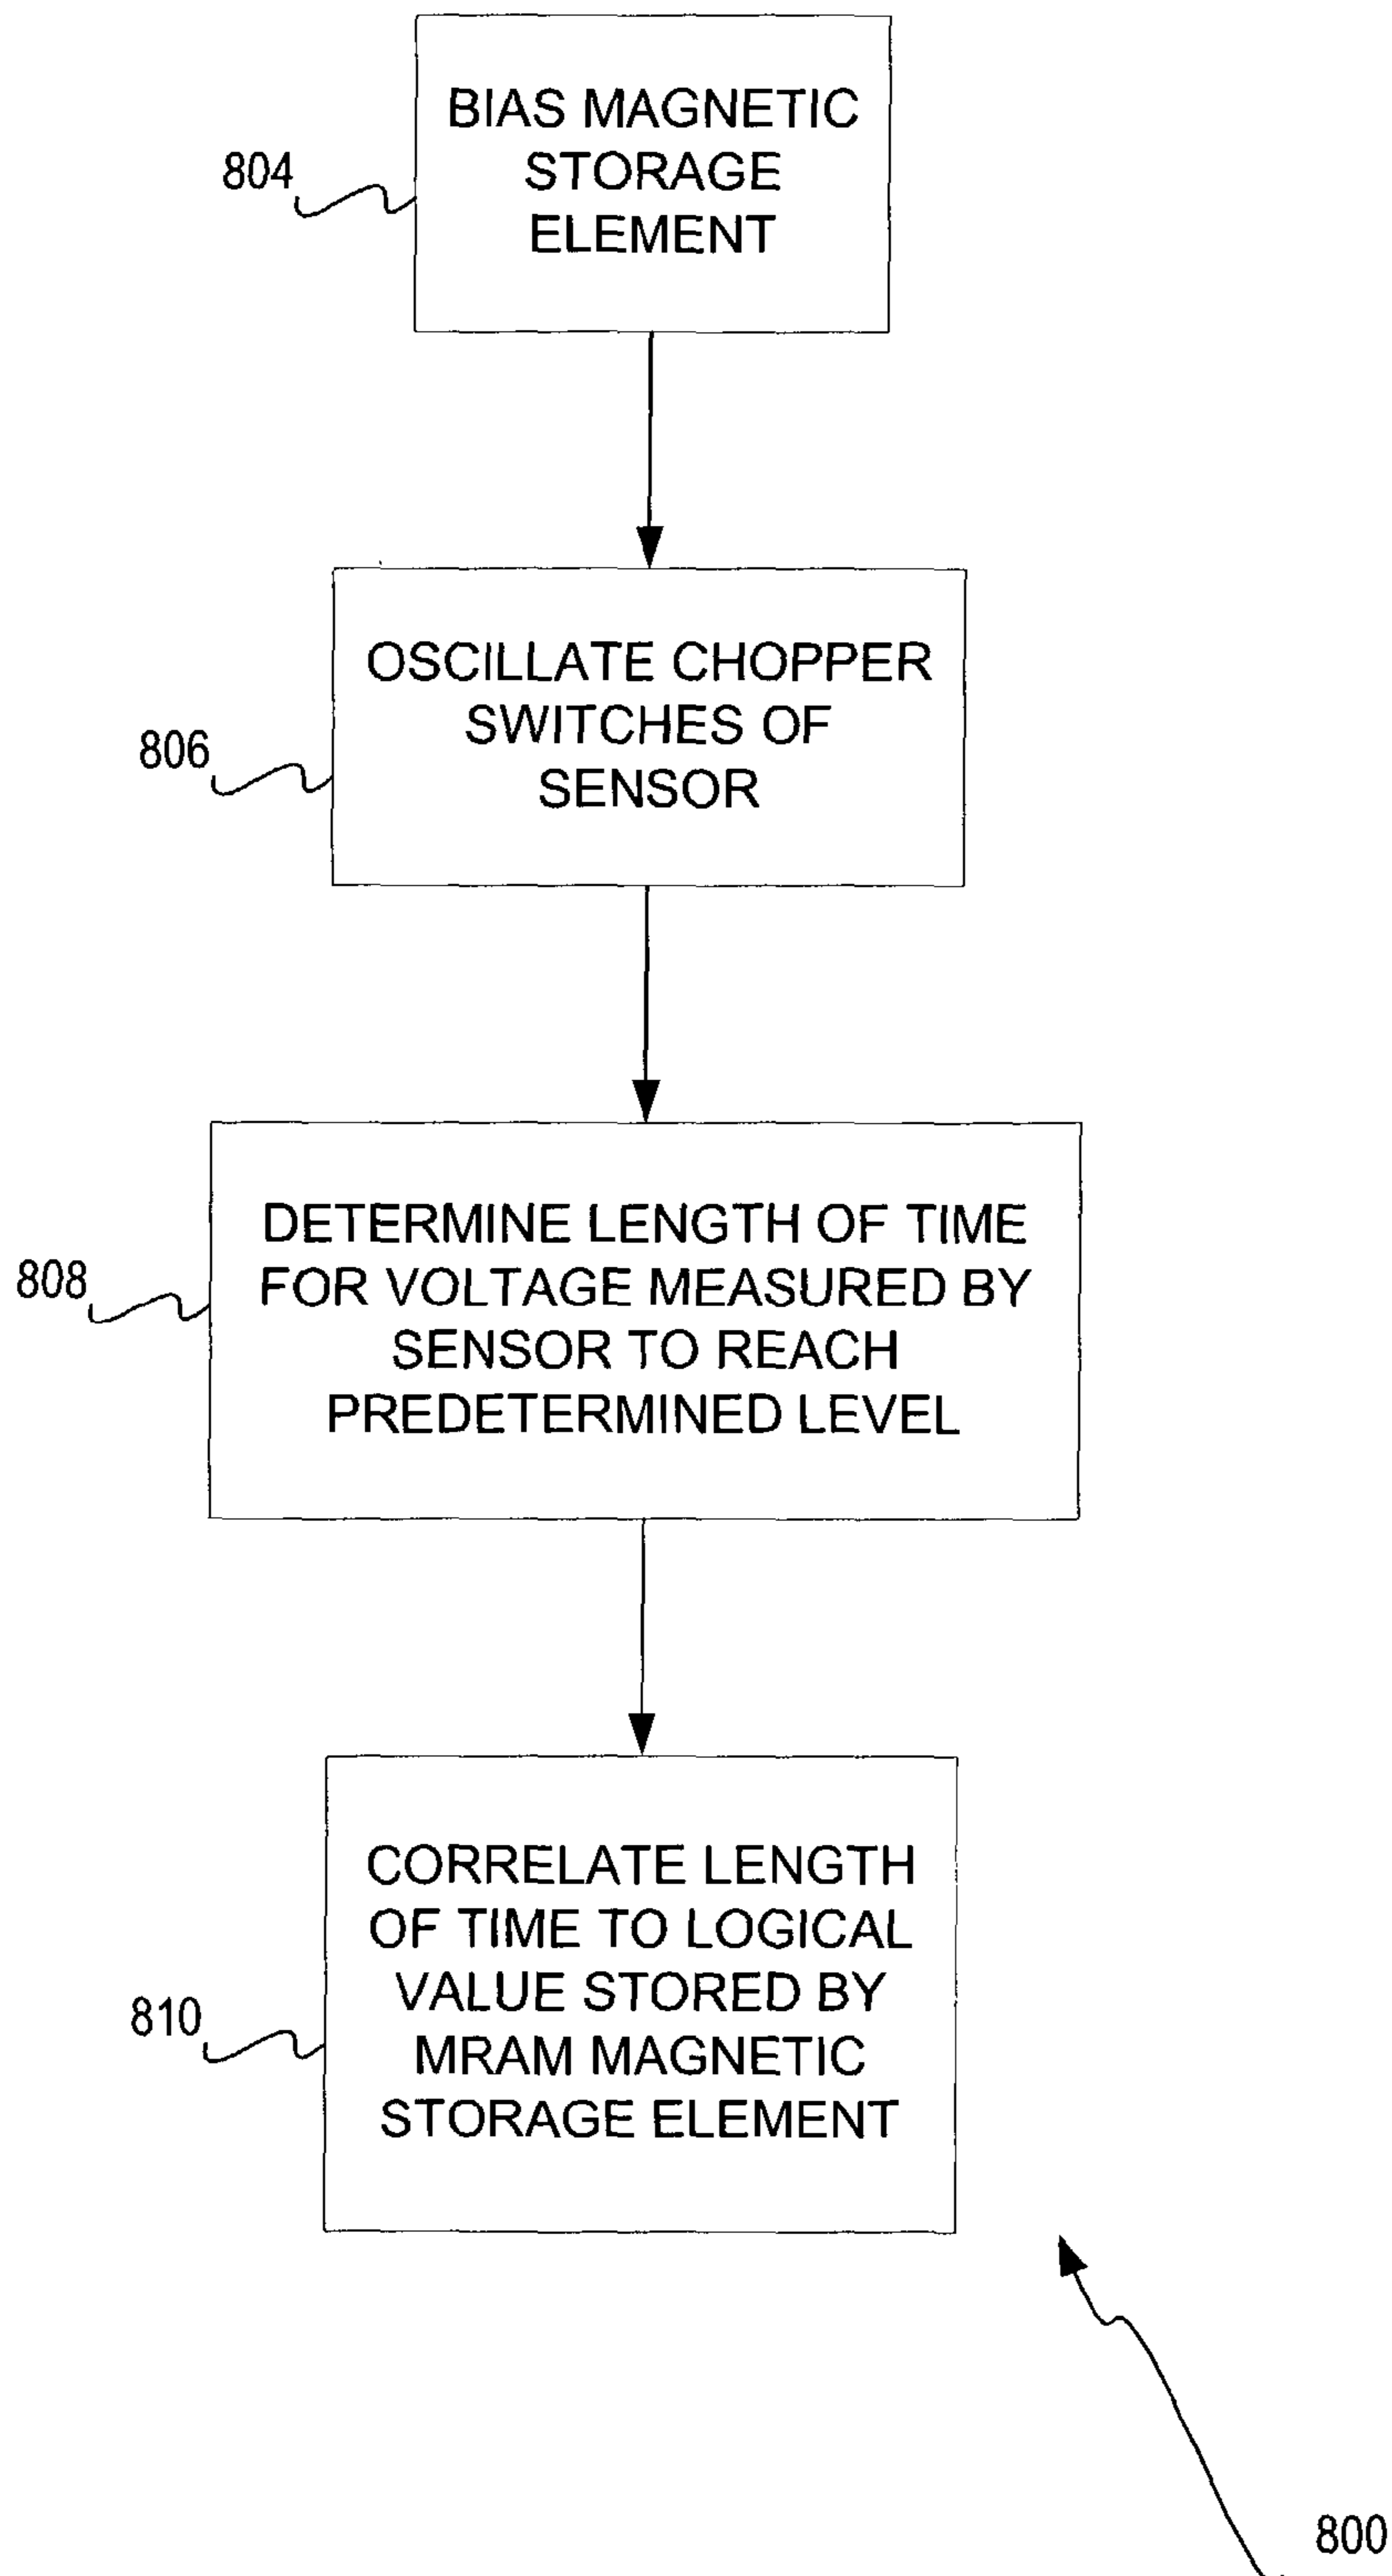 BIAS MAGNETIC
STORAGE
ELEMENT
804
OSCILLATE CHOPPER
SWITCHES OF
SENSOR
806
DETERMINE LENGTH OF TIME
FOR VOLTAGE MEASURED BY
SENSOR TO REACH
PREDETERMINED LEVEL
808
CORRELATE LENGTH
OF TIME TO LOGICAL
VALUE STORED BY
MRAM MAGNETIC
STORAGE ELEMENT
810
800